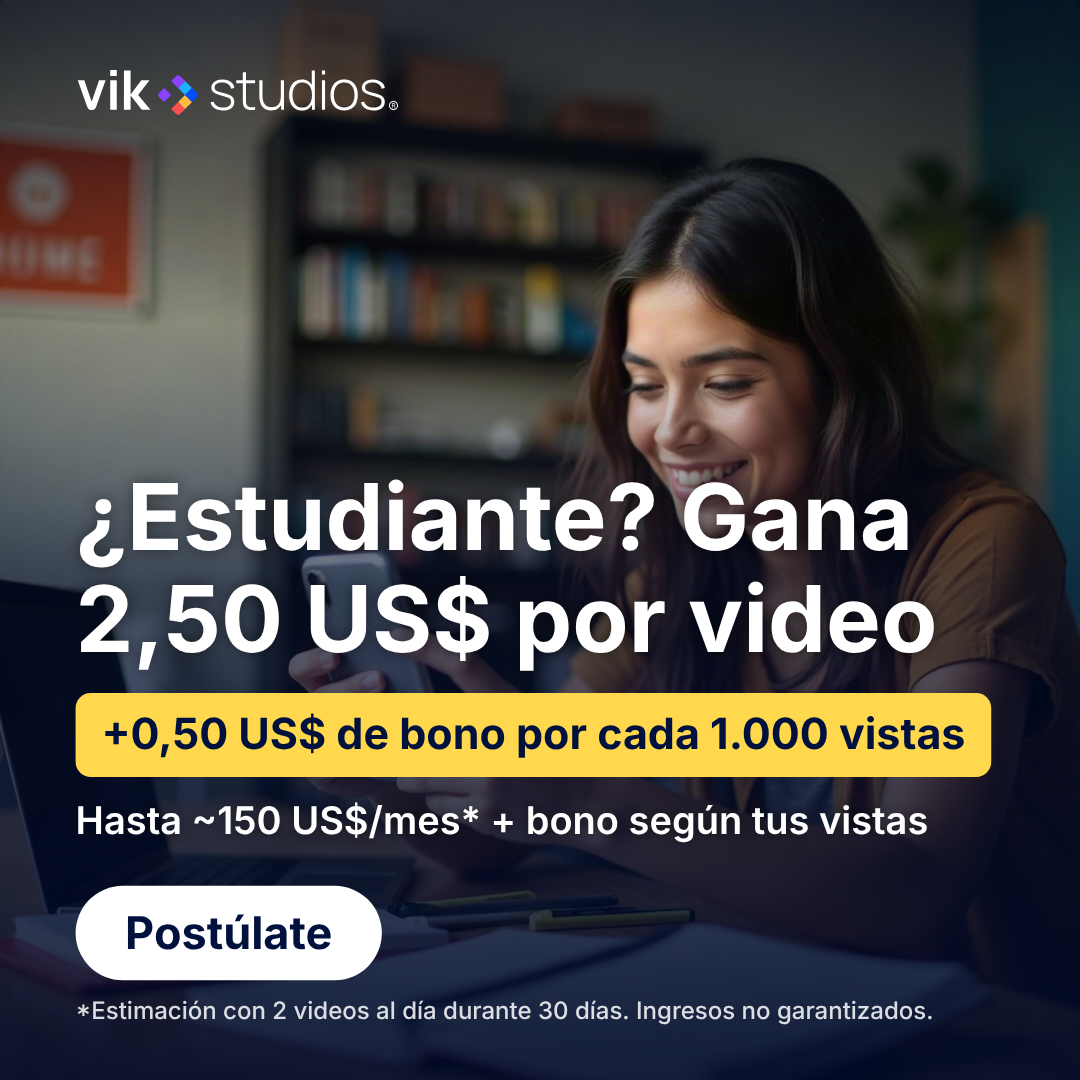 vik studios®
HOME
¿Estudiante? Gana
2,50 US$ por video
+0,50 US$ de bono por cada 1.000 vistas
Hasta ~150 US$/mes* + bono según tus vistas
Postúlate
*Estimación con 2 videos al día durante 30 días. Ingresos no garantizados.